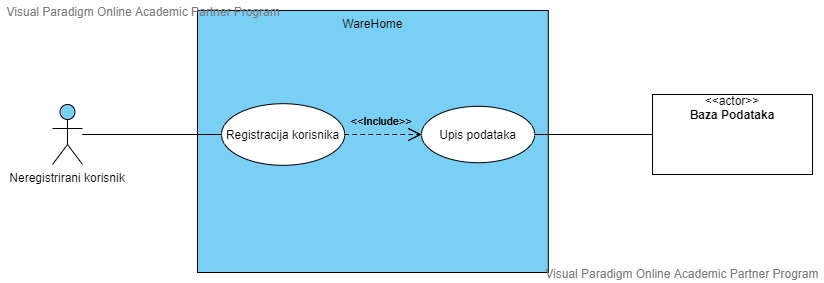 Visual Paradigm Online Academic Partner Program
WareHome
<<actor>>
Baza Podataka
<<Include>>
Registracija korisnika
Upis podataka
Neregistrirani korisnik
Visual Paradigm Online Academic Partner Program